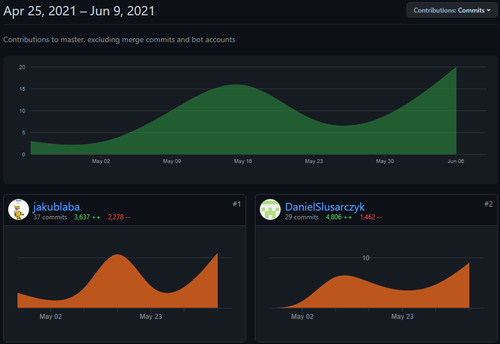 Apr 25, 2021 – Jun 9, 2021
Contributions: Commits
Contributions to master, excluding merge commits and bot accounts
20
15
10
5
0
May 02 May 09 May 16 May 23 May 30 Jun 06
jakublaba #1
37 commits 3,637 ++ 2,278 --
May 02 May 23
DanielSlusarczyk #2
29 commits 4,806 ++ 1,462 --
10
May 02 May 23